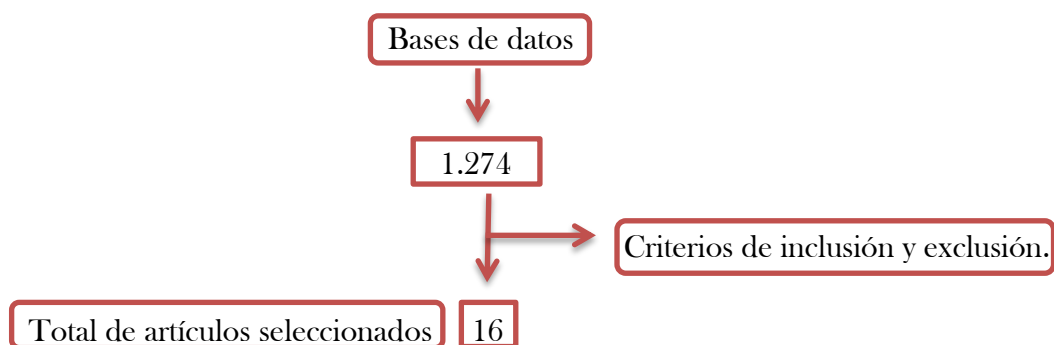 Bases de datos
1.274
Criterios de inclusión y exclusión.
Total de artículos seleccionados
16